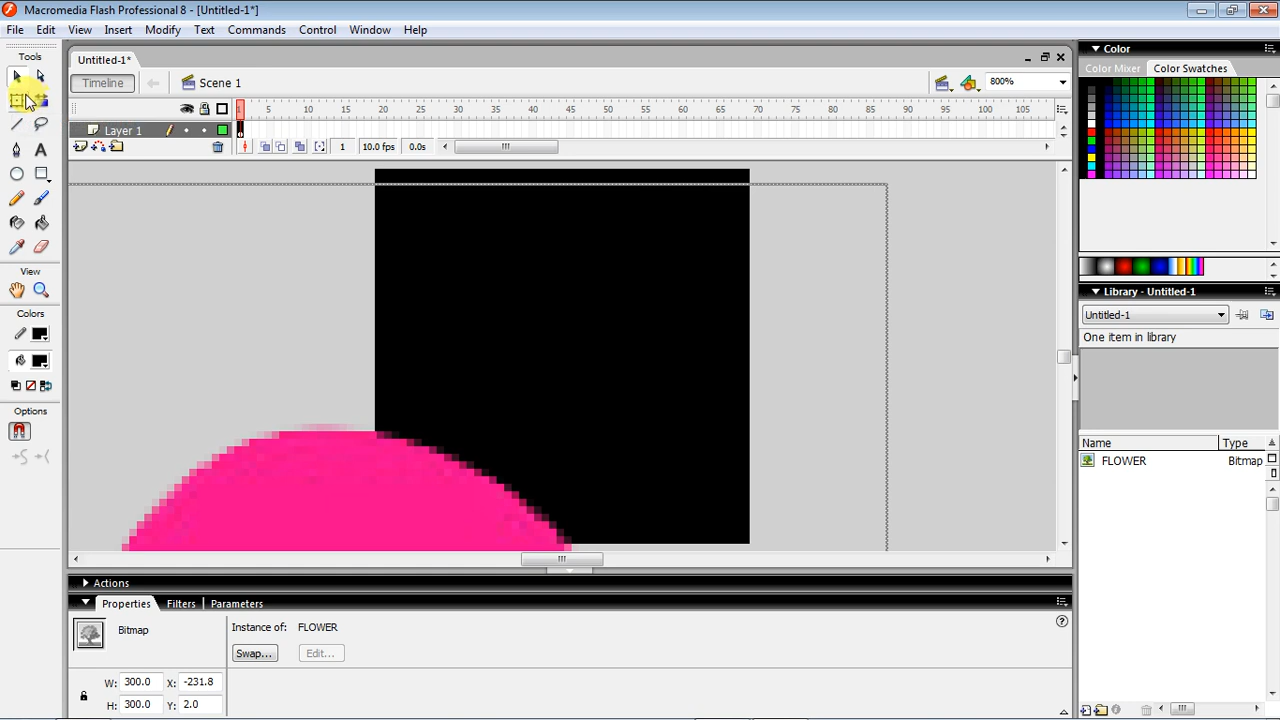 Macromedia Flash Professional 8 - [Untitled-1*]
File Edit View Insert Modify Text Commands Control Window Help
Tools
Untitled-1*
Timeline
Scene 1
800%
5 10 15 20 25 30 35 40 45 50 55 60 65 70 75 80 85 90 95 100 105
Layer 1
1 10.0 fps 0.0s
View
Colors
Options
Color
Color Mixer Color Swatches
Library - Untitled-1
Untitled-1
One item in library
Name Type
FLOWER Bitmap
Actions
Properties Filters Parameters
Bitmap
Instance of: FLOWER
Swap... Edit...
W: 300.0 X: -231.8
H: 300.0 Y: 2.0